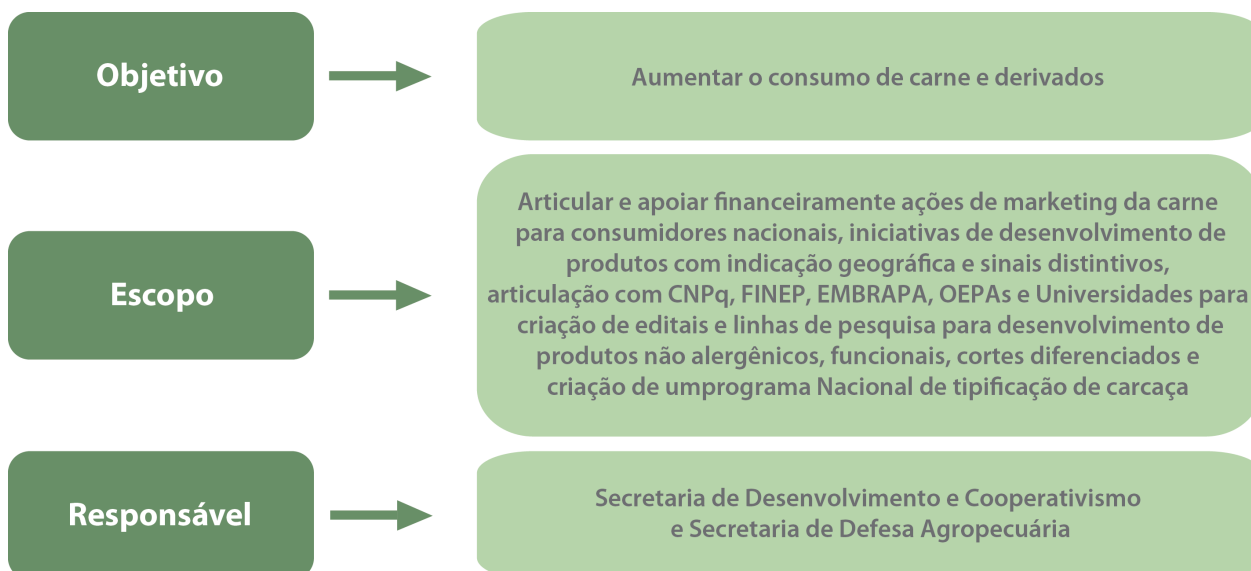 Objetivo
Aumentar o consumo de carne e derivados
Escopo
Articular e apoiar financeiramente ações de marketing da carne
para consumidores nacionais, iniciativas de desenvolvimento de
produtos com indicação geográfica e sinais distintivos,
articulação com CNPq, FINEP, EMBRAPA, OEPAs e Universidades para
criação de editais e linhas de pesquisa para desenvolvimento de
produtos não alergênicos, funcionais, cortes diferenciados e
criação de umprograma Nacional de tipificação de carcaça
Responsável
Secretaria de Desenvolvimento e Cooperativismo
e Secretaria de Defesa Agropecuária